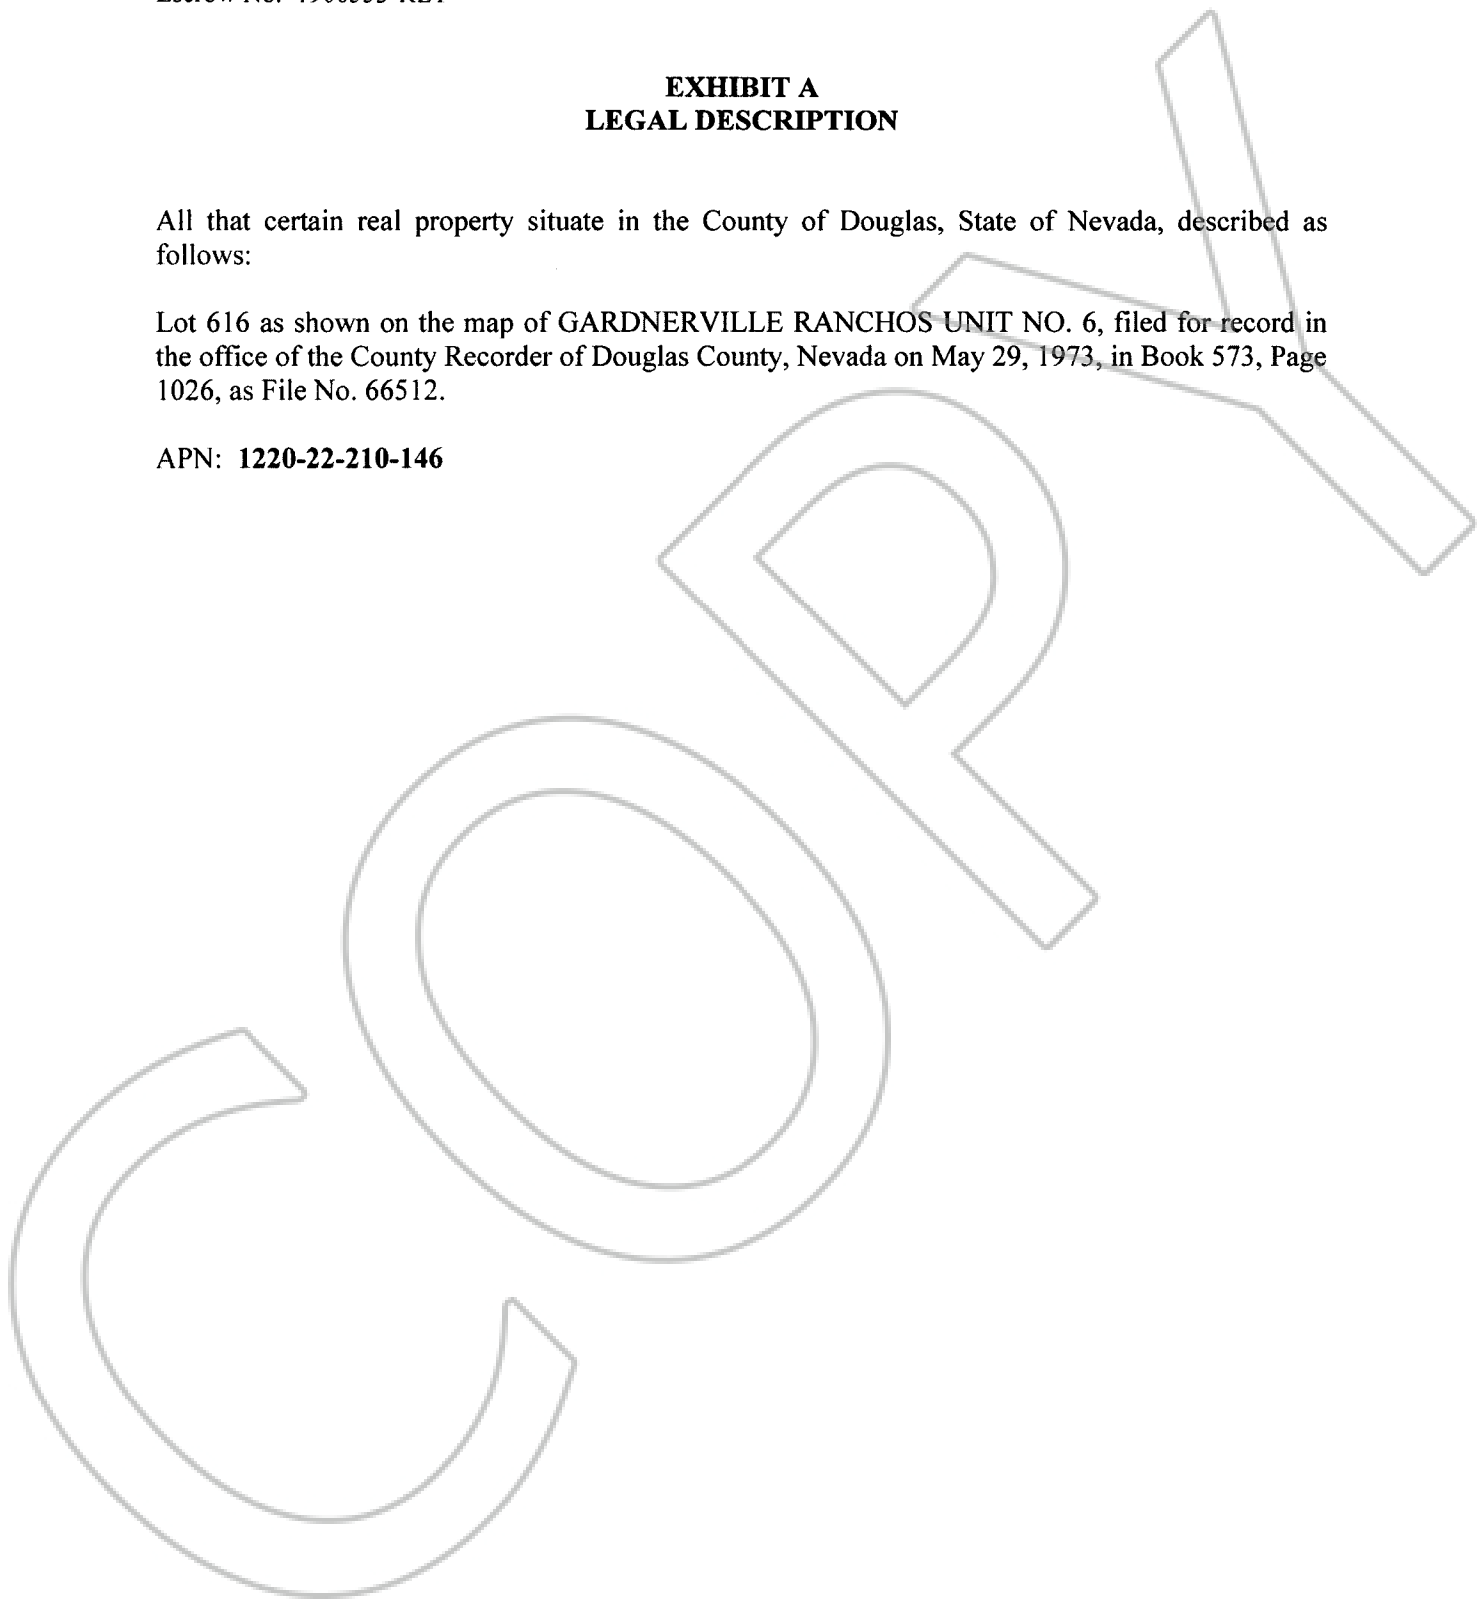 EXHIBIT A
LEGAL DESCRIPTION
All that certain real property situate in the County of Douglas, State of Nevada, described as
follows:
Lot 616 as shown on the map of GARDNERVILLE RANCHOS UNIT NO. 6, filed for record in
the office of the County Recorder of Douglas County, Nevada on May 29, 1973, in Book 573, Page
1026, as File No. 66512.
APN: 1220-22-210-146
COPY